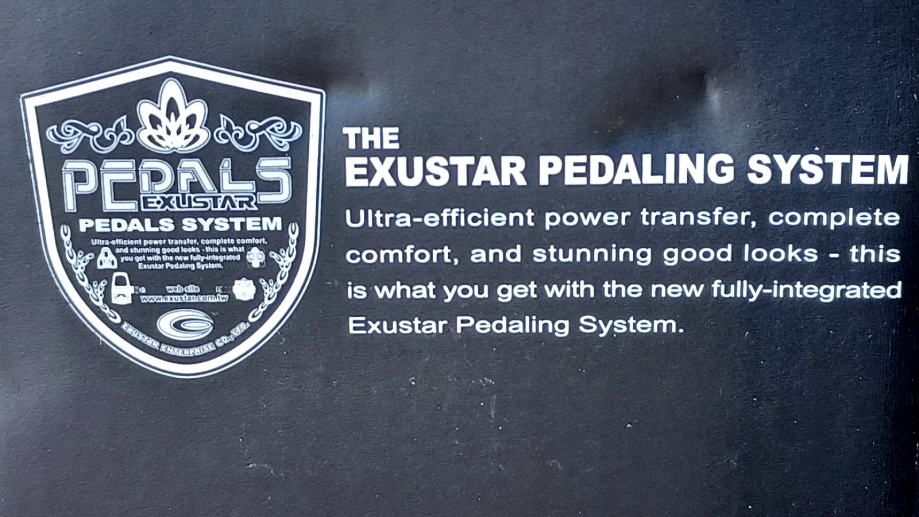 PEDALS
EXUSTAR
PEDALS SYSTEM
Ultra-efficient power transfer, complete comfort,
and stunning good looks - this is what
you get with the new fully-integrated
Exustar Pedaling System.
web site
www.exustar.com.tw
EXUSTAR ENTERPRISE CO., LTD.
THE
EXUSTAR PEDALING SYSTEM
Ultra-efficient power transfer, complete
comfort, and stunning good looks - this
is what you get with the new fully-integrated
Exustar Pedaling System.